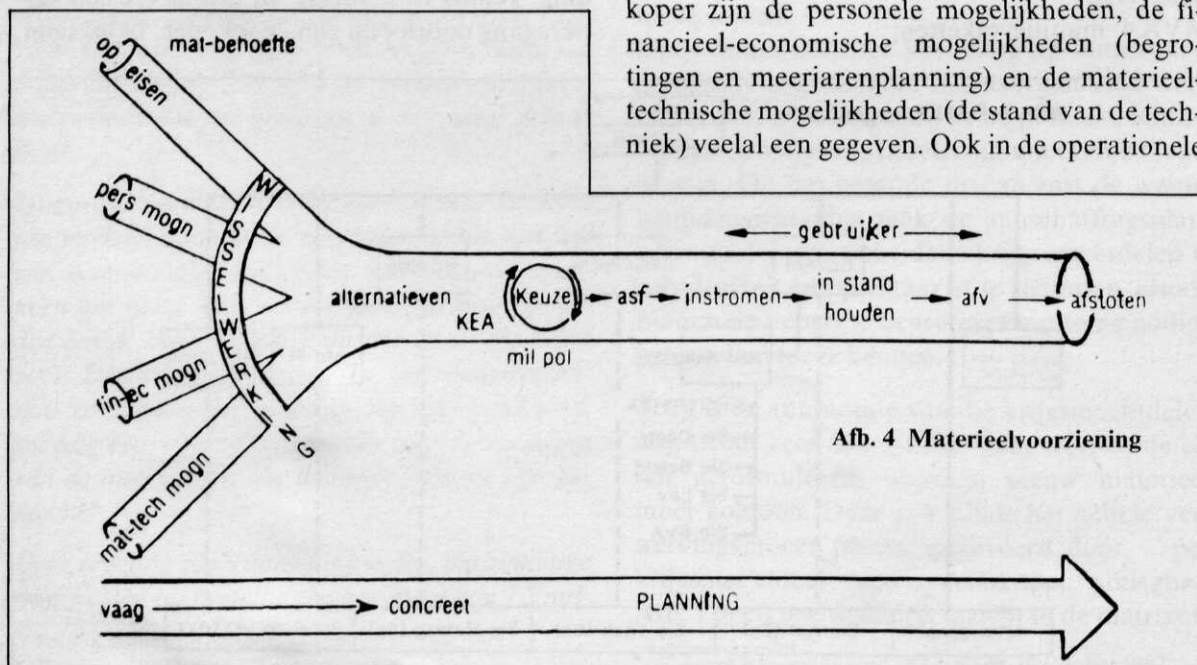 koper zijn de personele mogelijkheden, de fi-
nancieel-economische mogelijkheden (begro-
tingen en meerjarenplanning) en de materieel-
technische mogelijkheden (de stand van de tech-
niek) veelal een gegeven. Ook in de operationele
mat-behoefte
op. eisen
pers mogn
fin-ec mogn
mat-tech mogn
WISSELWERKING
alternatieven
KEA
Keuze
mil pol
asf
instromen
gebruiker
in stand
houden
afv
afstoten
Afb. 4 Materieelvoorziening
vaag
concreet
PLANNING